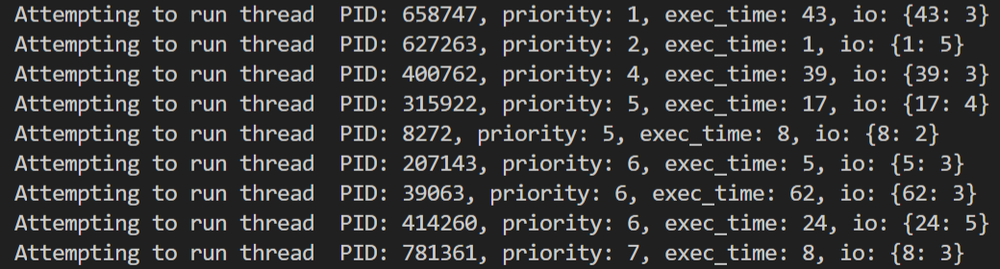 Attempting to run thread  PID: 658747, priority: 1, exec_time: 43, io: {43: 3}
Attempting to run thread  PID: 627263, priority: 2, exec_time: 1, io: {1: 5}
Attempting to run thread  PID: 400762, priority: 4, exec_time: 39, io: {39: 3}
Attempting to run thread  PID: 315922, priority: 5, exec_time: 17, io: {17: 4}
Attempting to run thread  PID: 8272, priority: 5, exec_time: 8, io: {8: 2}
Attempting to run thread  PID: 207143, priority: 6, exec_time: 5, io: {5: 3}
Attempting to run thread  PID: 39063, priority: 6, exec_time: 62, io: {62: 3}
Attempting to run thread  PID: 414260, priority: 6, exec_time: 24, io: {24: 5}
Attempting to run thread  PID: 781361, priority: 7, exec_time: 8, io: {8: 3}